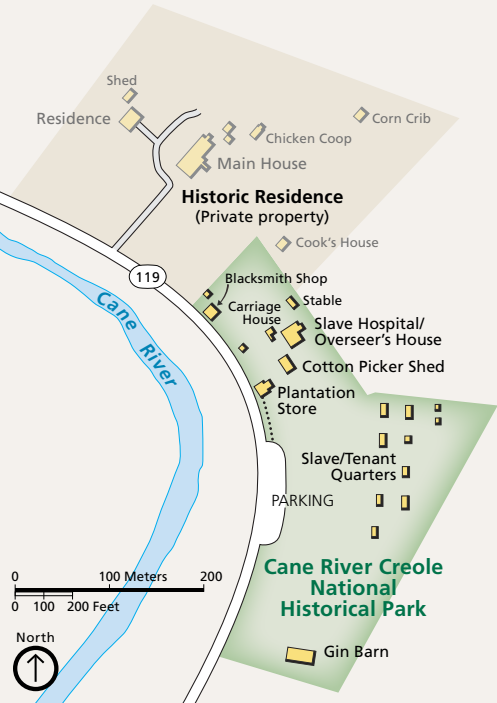 Shed
Residence
Corn Crib
Chicken Coop
Main House
Historic Residence
(Private property)
Cook's House
119
Blacksmith Shop
Stable
Carriage
House
Slave Hospital/
Overseer's House
Cane River
Cotton Picker Shed
Plantation
Store
Slave/Tenant
Quarters
PARKING
Cane River Creole
National
Historical Park
0 100 Meters 200
0 100 200 Feet
North
Gin Barn